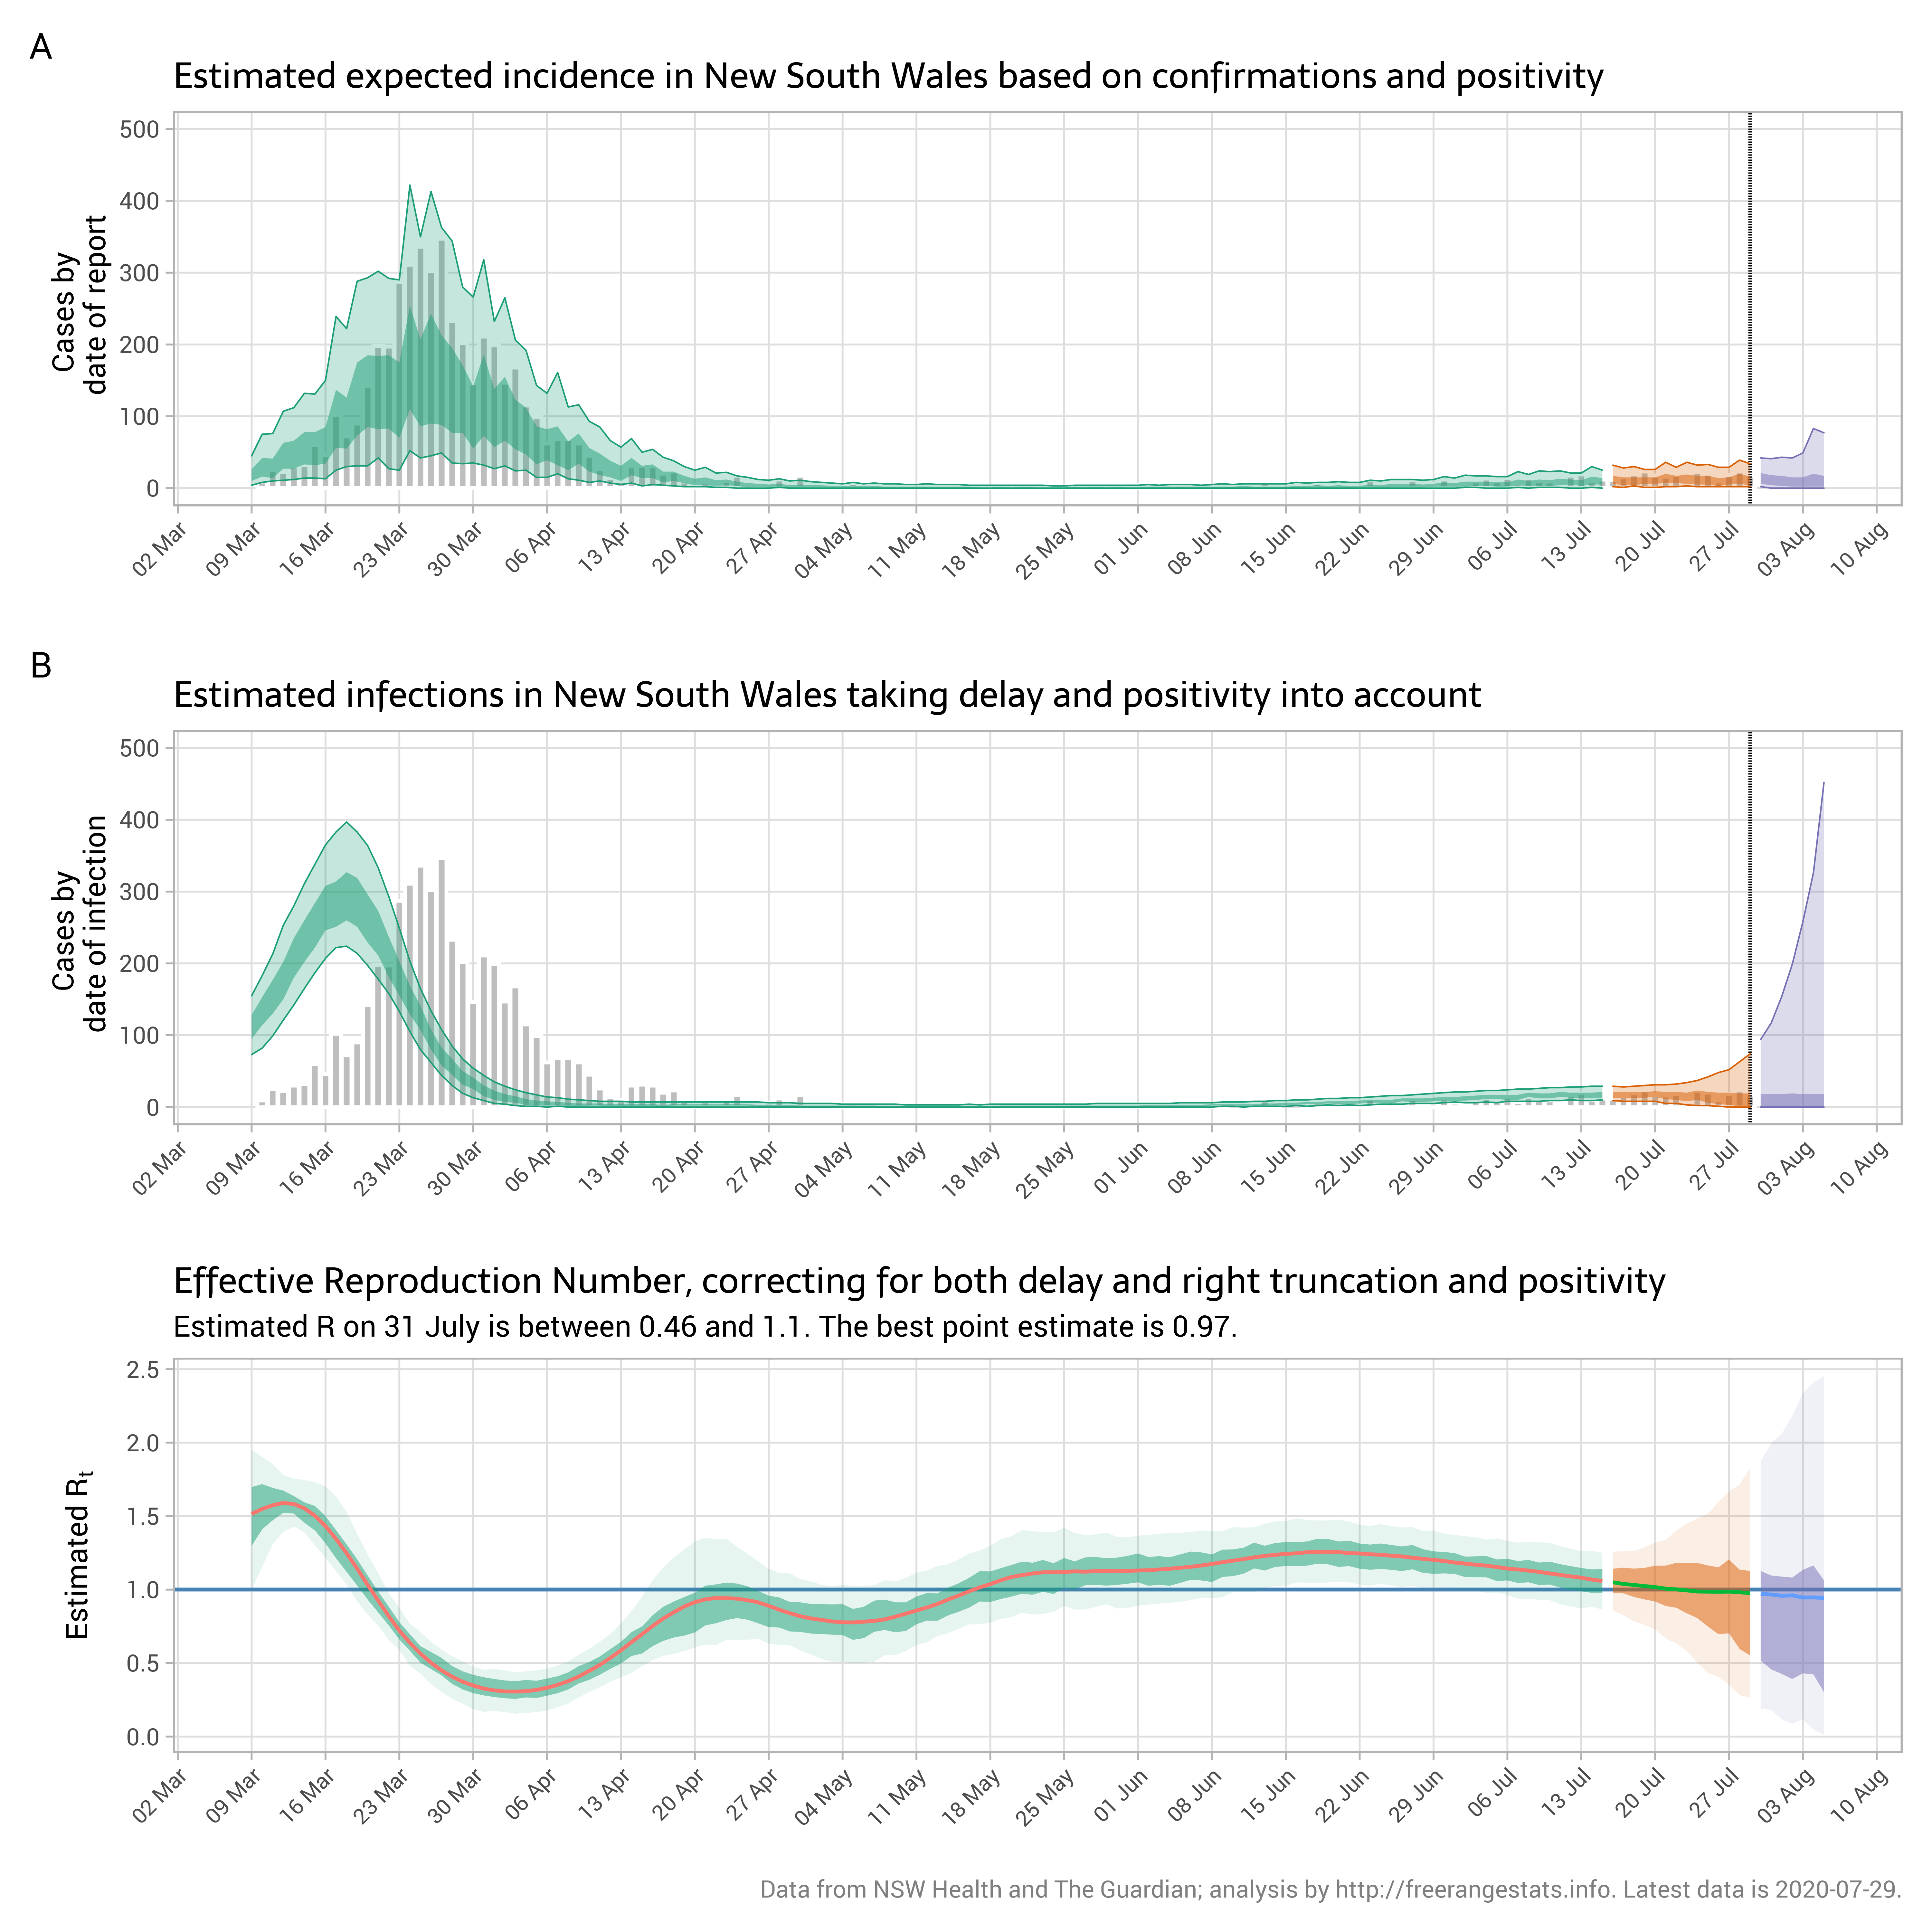 A
Estimated expected incidence in New South Wales based on confirmations and positivity
Cases by
date of report
500
400
300
200
100
0
02 Mar
09 Mar
16 Mar
23 Mar
30 Mar
06 Apr
13 Apr
20 Apr
27 Apr
04 May
11 May
18 May
25 May
01 Jun
08 Jun
15 Jun
22 Jun
29 Jun
06 Jul
13 Jul
20 Jul
27 Jul
03 Aug
10 Aug
B
Estimated infections in New South Wales taking delay and positivity into account
Cases by
date of infection
500
400
300
200
100
0
02 Mar
09 Mar
16 Mar
23 Mar
30 Mar
06 Apr
13 Apr
20 Apr
27 Apr
04 May
11 May
18 May
25 May
01 Jun
08 Jun
15 Jun
22 Jun
29 Jun
06 Jul
13 Jul
20 Jul
27 Jul
03 Aug
10 Aug
Effective Reproduction Number, correcting for both delay and right truncation and positivity
Estimated R on 31 July is between 0.46 and 1.1. The best point estimate is 0.97.
Estimated Rt
2.5
2.0
1.5
1.0
0.5
0.0
02 Mar
09 Mar
16 Mar
23 Mar
30 Mar
06 Apr
13 Apr
20 Apr
27 Apr
04 May
11 May
18 May
25 May
01 Jun
08 Jun
15 Jun
22 Jun
29 Jun
06 Jul
13 Jul
20 Jul
27 Jul
03 Aug
10 Aug
Data from NSW Health and The Guardian; analysis by http://freerangestats.info. Latest data is 2020-07-29.